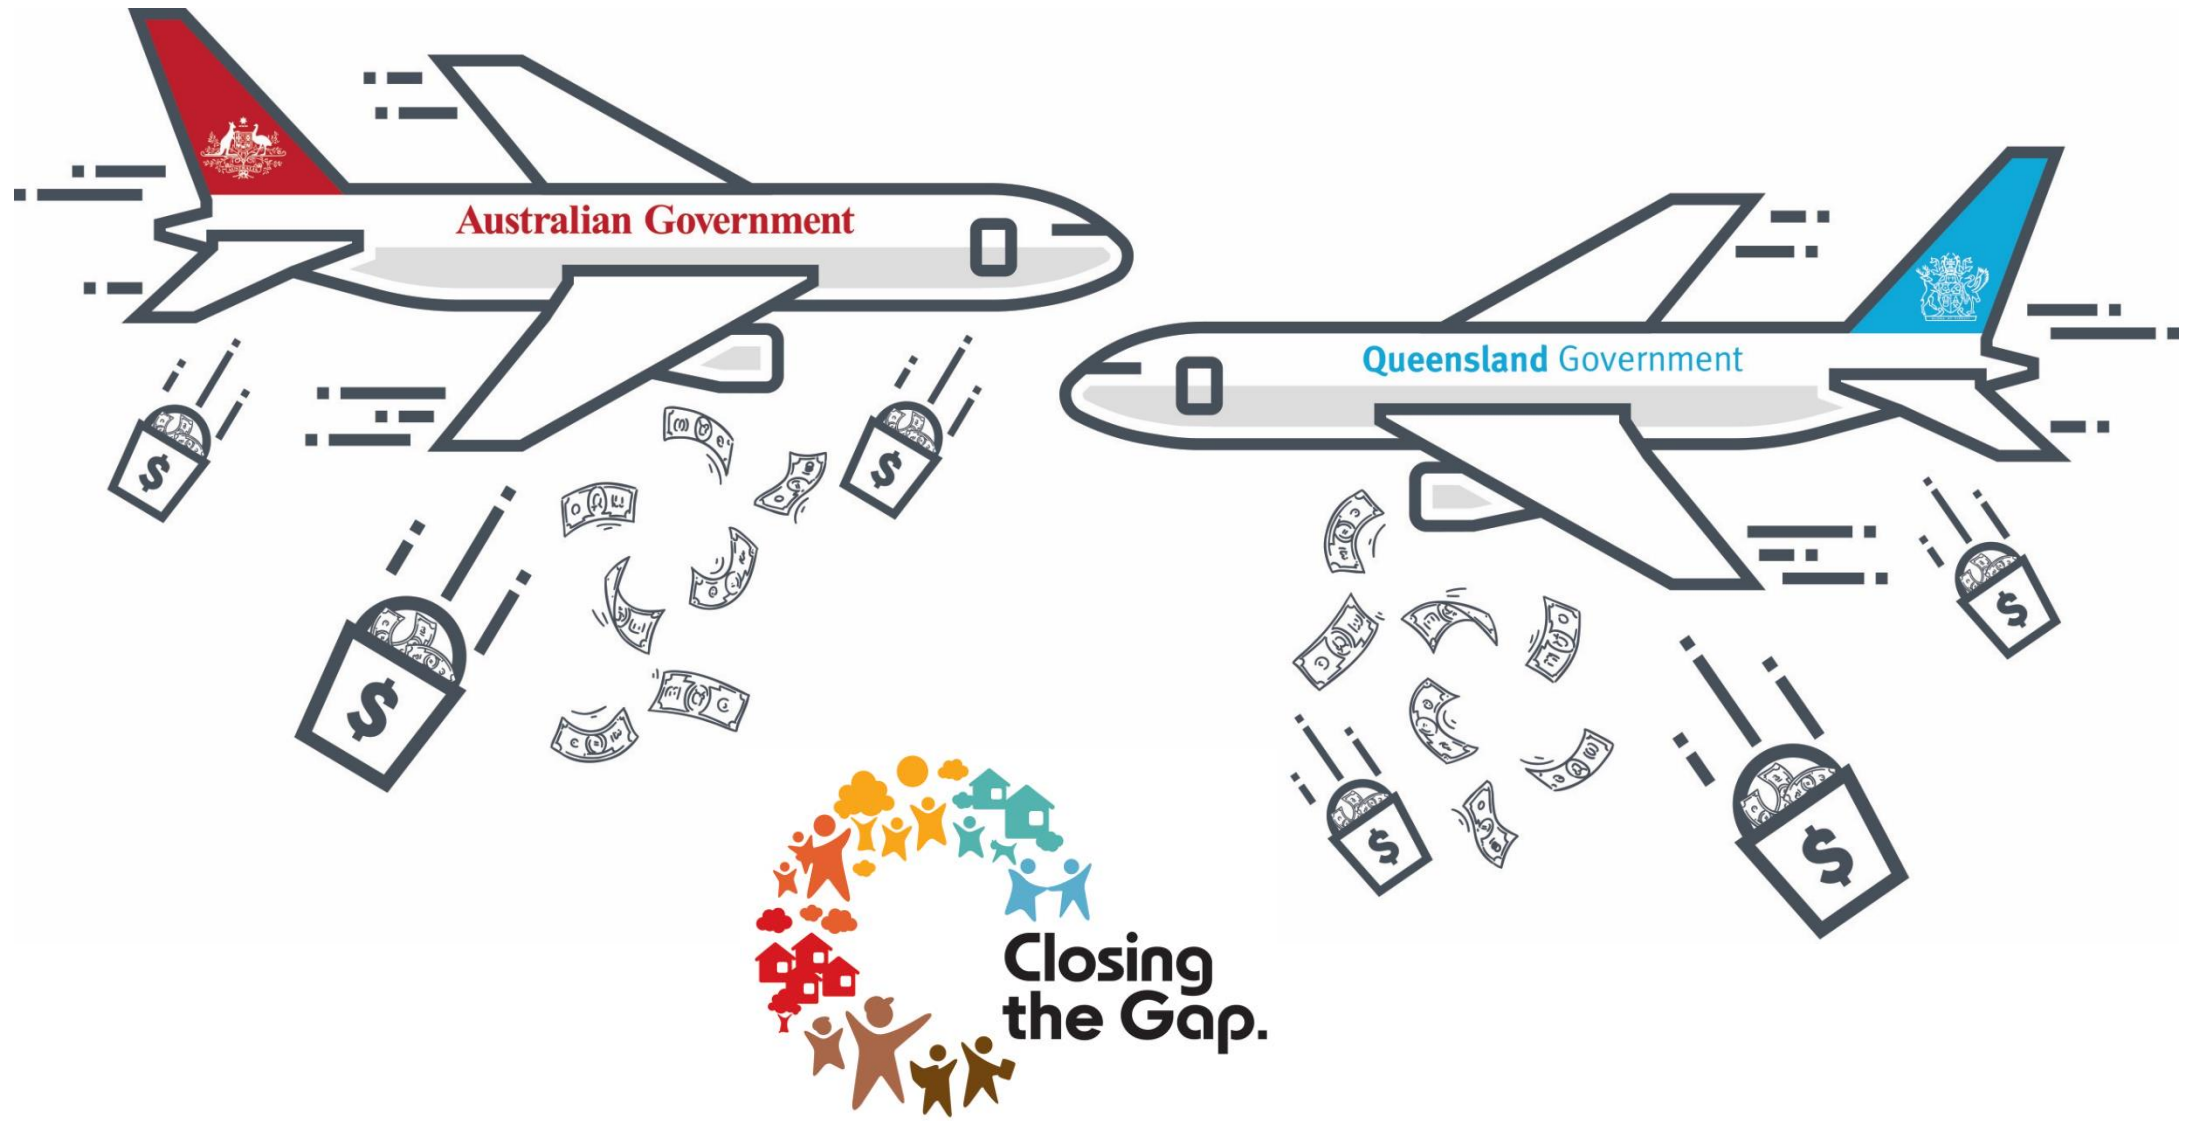 Australian Government
Queensland Government
$
$
$
$
$
$
Closing
the Gap.